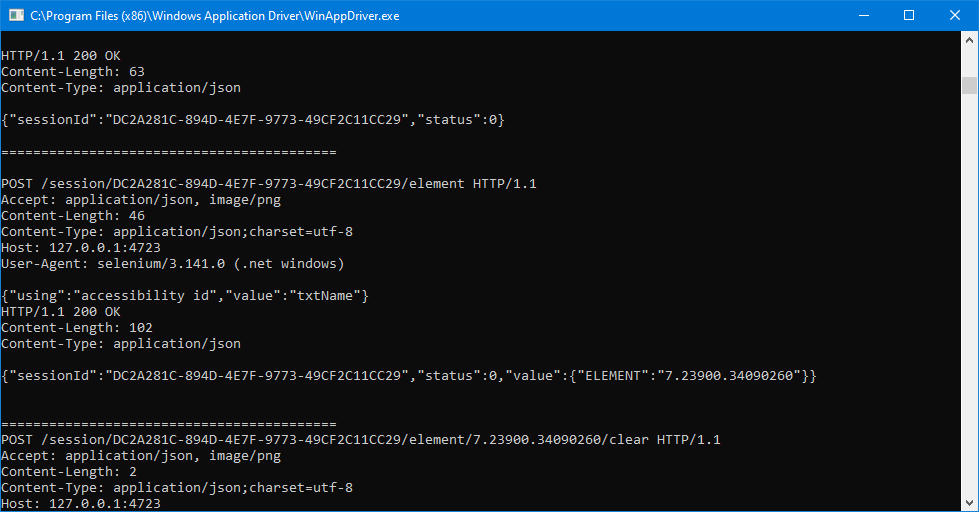 C:\Program Files (x86)\Windows Application Driver\WinAppDriver.exe
HTTP/1.1 200 OK
Content-Length: 63
Content-Type: application/json
{"sessionId":"DC2A281C-894D-4E7F-9773-49CF2C11CC29","status":0}
==========================================
POST /session/DC2A281C-894D-4E7F-9773-49CF2C11CC29/element HTTP/1.1
Accept: application/json, image/png
Content-Length: 46
Content-Type: application/json;charset=utf-8
Host: 127.0.0.1:4723
User-Agent: selenium/3.141.0 (.net windows)
{"using":"accessibility id","value":"txtName"}
HTTP/1.1 200 OK
Content-Length: 102
Content-Type: application/json
{"sessionId":"DC2A281C-894D-4E7F-9773-49CF2C11CC29","status":0,"value":{"ELEMENT":"7.23900.34090260"}}
==========================================
POST /session/DC2A281C-894D-4E7F-9773-49CF2C11CC29/element/7.23900.34090260/clear HTTP/1.1
Accept: application/json, image/png
Content-Length: 2
Content-Type: application/json;charset=utf-8
Host: 127.0.0.1:4723